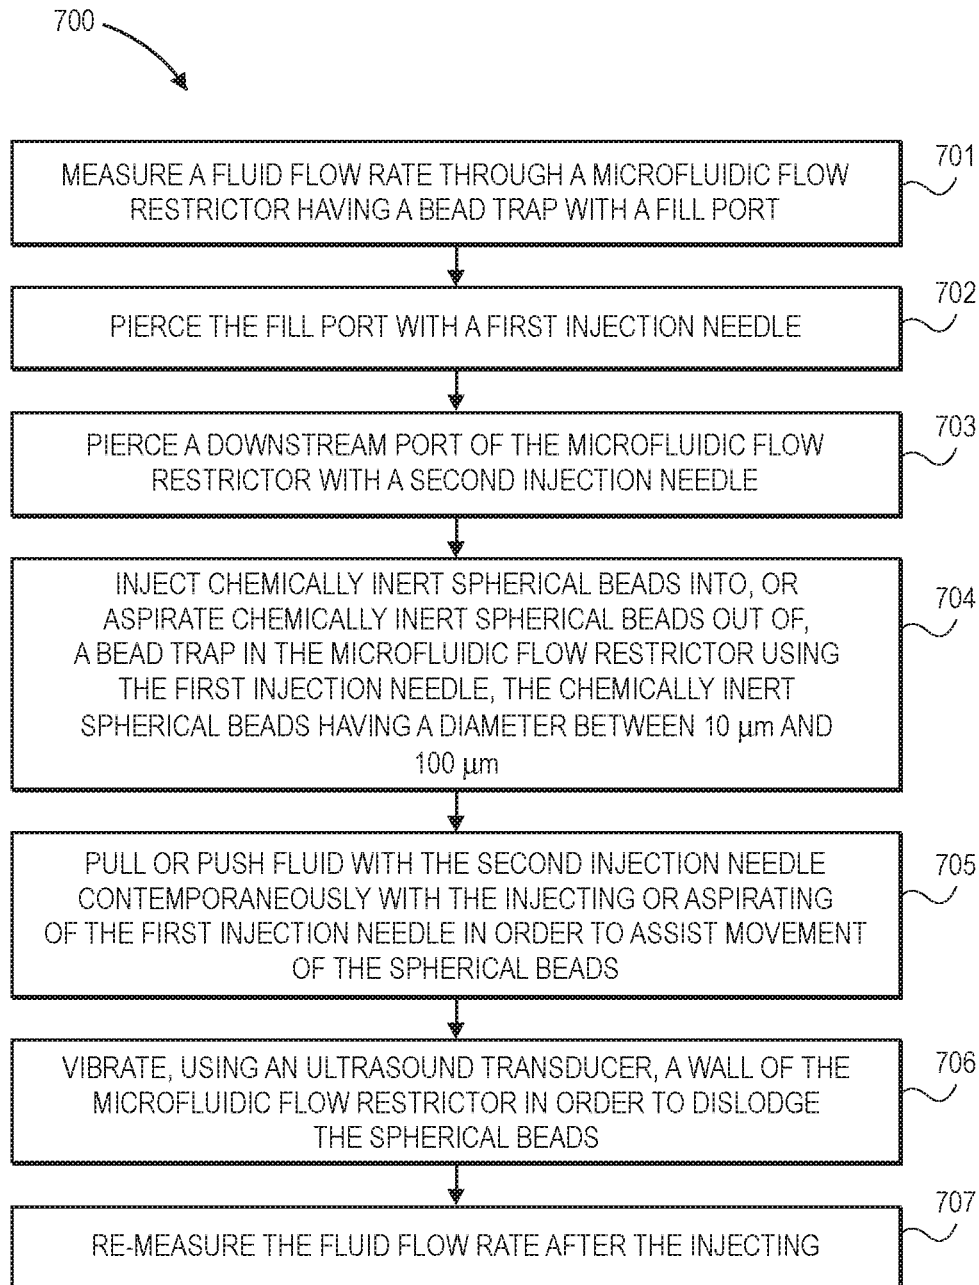 700
MEASURE A FLUID FLOW RATE THROUGH A MICROFLUIDIC FLOW
RESTRICTOR HAVING A BEAD TRAP WITH A FILL PORT
701
PIERCE THE FILL PORT WITH A FIRST INJECTION NEEDLE
702
PIERCE A DOWNSTREAM PORT OF THE MICROFLUIDIC FLOW
RESTRICTOR WITH A SECOND INJECTION NEEDLE
703
INJECT CHEMICALLY INERT SPHERICAL BEADS INTO, OR
ASPIRATE CHEMICALLY INERT SPHERICAL BEADS OUT OF,
A BEAD TRAP IN THE MICROFLUIDIC FLOW RESTRICTOR USING
THE FIRST INJECTION NEEDLE, THE CHEMICALLY INERT
SPHERICAL BEADS HAVING A DIAMETER BETWEEN 10 μm AND
100 μm
704
PULL OR PUSH FLUID WITH THE SECOND INJECTION NEEDLE
CONTEMPORANEOUSLY WITH THE INJECTING OR ASPIRATING
OF THE FIRST INJECTION NEEDLE IN ORDER TO ASSIST MOVEMENT
OF THE SPHERICAL BEADS
705
VIBRATE, USING AN ULTRASOUND TRANSDUCER, A WALL OF THE
MICROFLUIDIC FLOW RESTRICTOR IN ORDER TO DISLODGE
THE SPHERICAL BEADS
706
RE-MEASURE THE FLUID FLOW RATE AFTER THE INJECTING
707